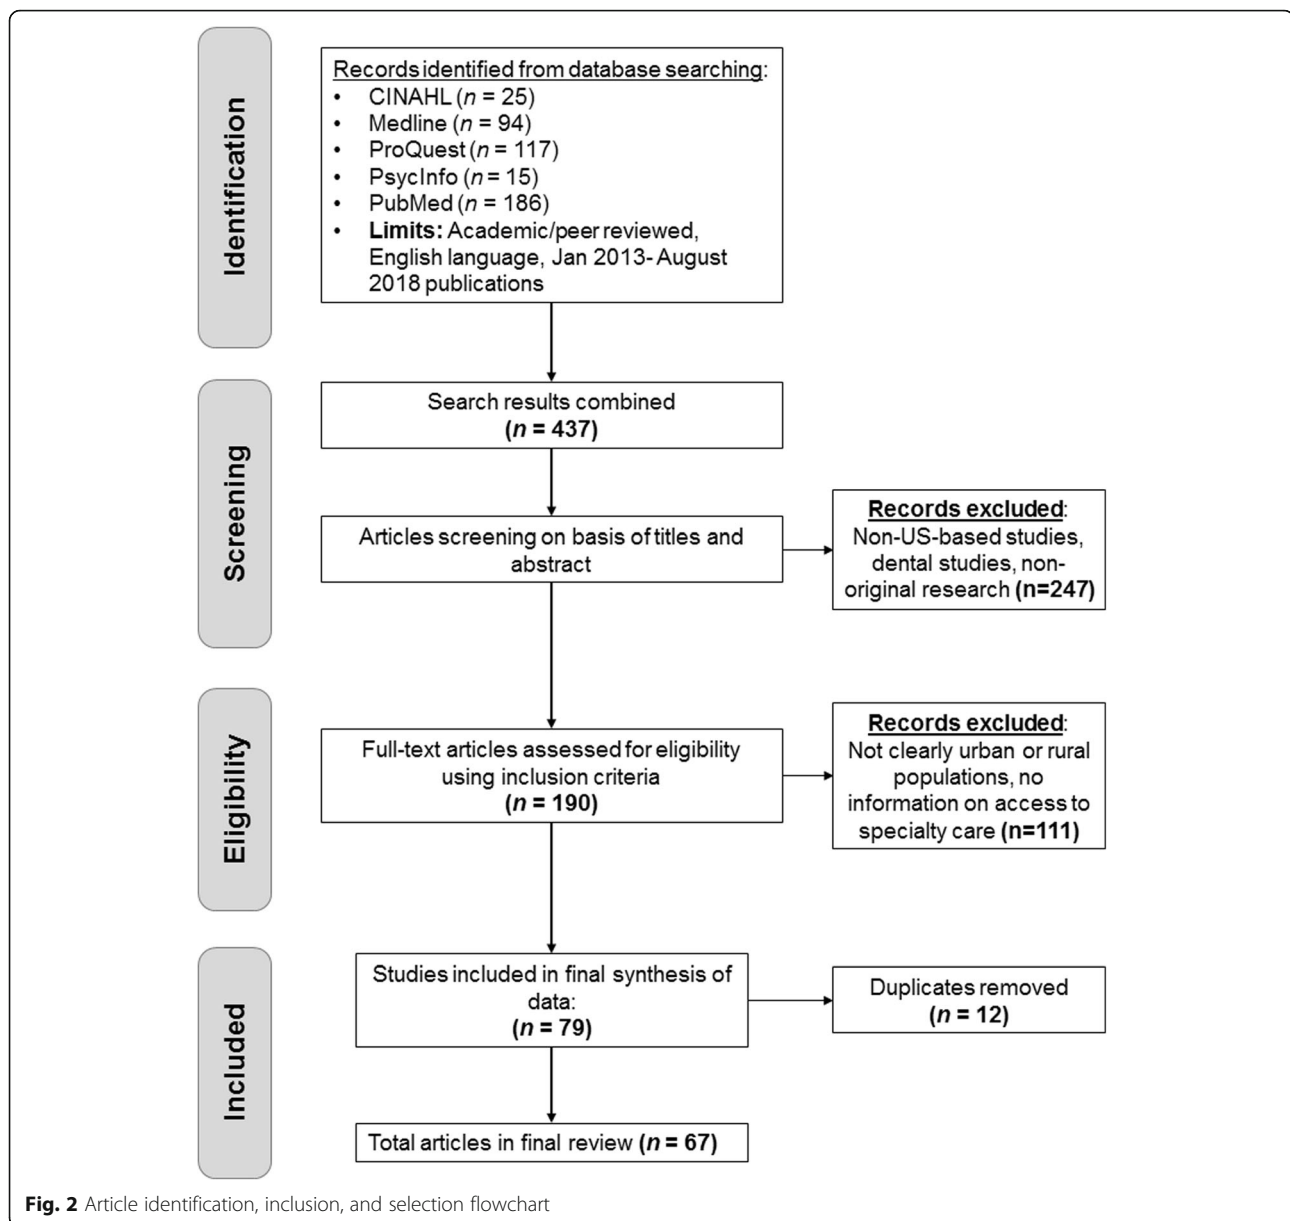 Identification
Records identified from database searching:
• CINAHL (n = 25)
• Medline (n = 94)
• ProQuest (n = 117)
• PsycInfo (n = 15)
• PubMed (n = 186)
• Limits: Academic/peer reviewed,
English language, Jan 2013- August
2018 publications
Screening
Search results combined
(n = 437)
Articles screening on basis of titles and
abstract
Records excluded:
Non-US-based studies,
dental studies, non-
original research (n=247)
Eligibility
Full-text articles assessed for eligibility
using inclusion criteria
(n = 190)
Records excluded:
Not clearly urban or rural
populations, no
information on access to
specialty care (n=111)
Included
Studies included in final synthesis of
data:
(n = 79)
Duplicates removed
(n = 12)
Total articles in final review (n = 67)
Fig. 2 Article identification, inclusion, and selection flowchart